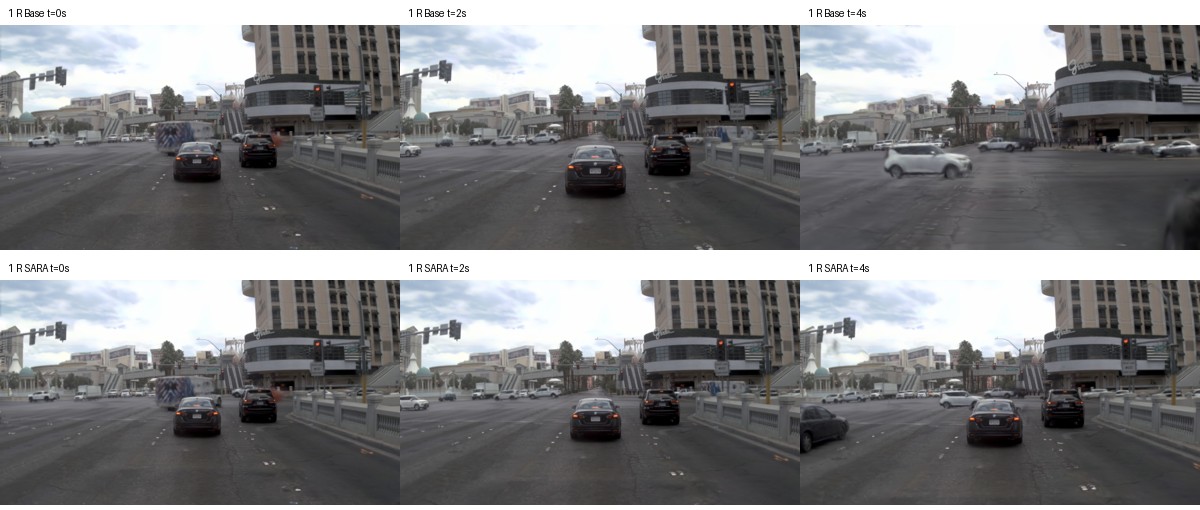 1 R Base t=0s
1 R Base t=2s
1 R Base t=4s
1 R SARA t=0s
1 R SARA t=2s
1 R SARA t=4s